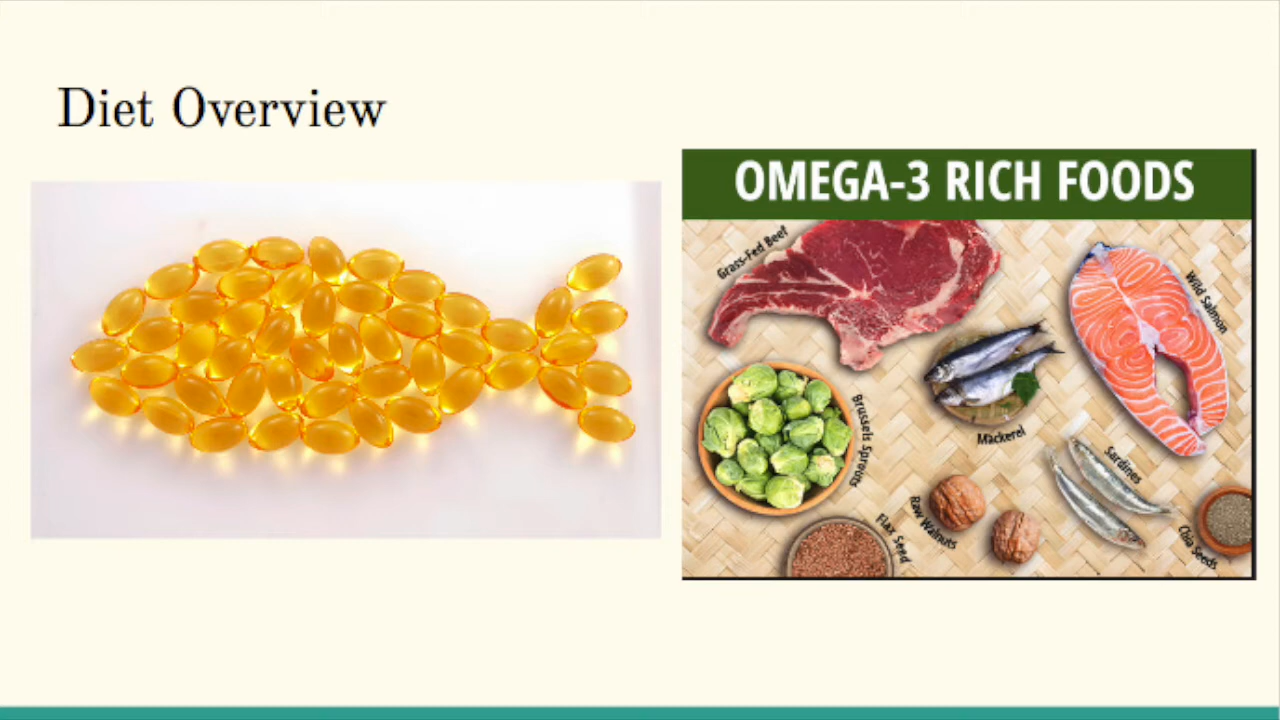 Diet Overview
OMEGA-3 RICH FOODS
Grass-Fed Beef
Wild Salmon
Mackerel
Brussels Sprouts
Sardines
Raw Walnuts
Flax Seed
Chia Seeds